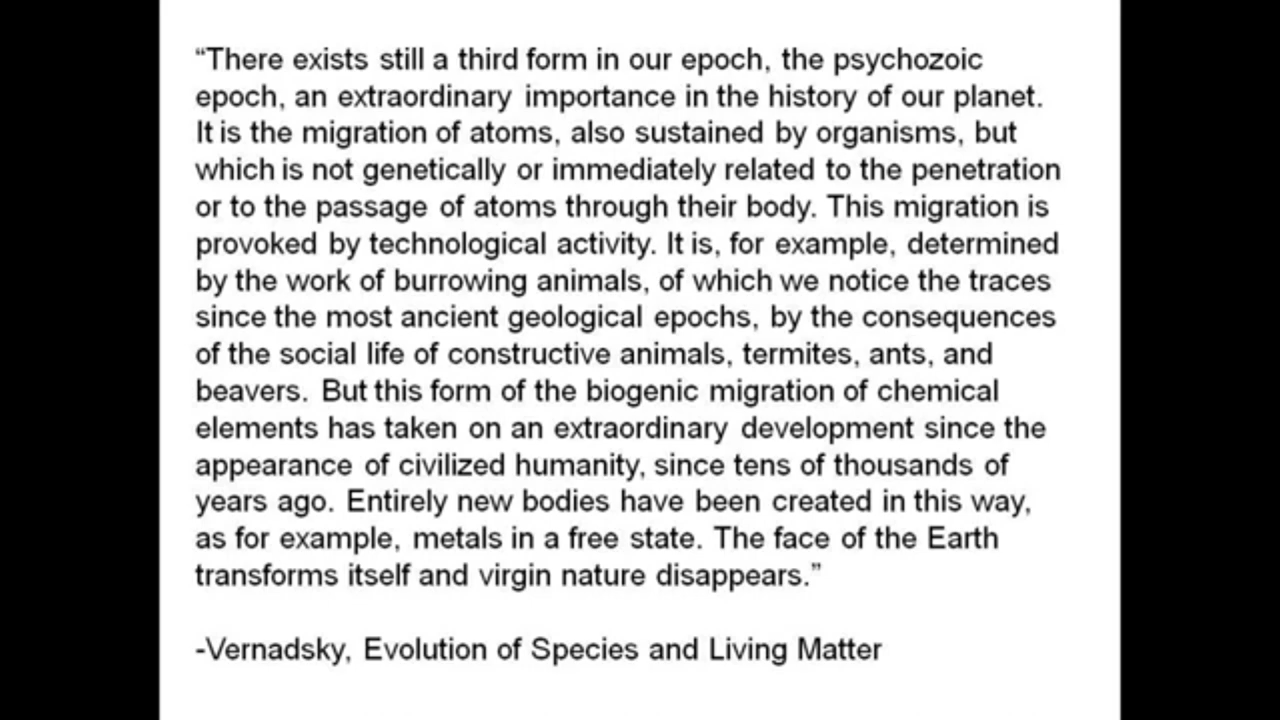 “There exists still a third form in our epoch, the psychozoic
epoch, an extraordinary importance in the history of our planet.
It is the migration of atoms, also sustained by organisms, but
which is not genetically or immediately related to the penetration
or to the passage of atoms through their body. This migration is
provoked by technological activity. It is, for example, determined
by the work of burrowing animals, of which we notice the traces
since the most ancient geological epochs, by the consequences
of the social life of constructive animals, termites, ants, and
beavers. But this form of the biogenic migration of chemical
elements has taken on an extraordinary development since the
appearance of civilized humanity, since tens of thousands of
years ago. Entirely new bodies have been created in this way,
as for example, metals in a free state. The face of the Earth
transforms itself and virgin nature disappears.”
-Vernadsky, Evolution of Species and Living Matter